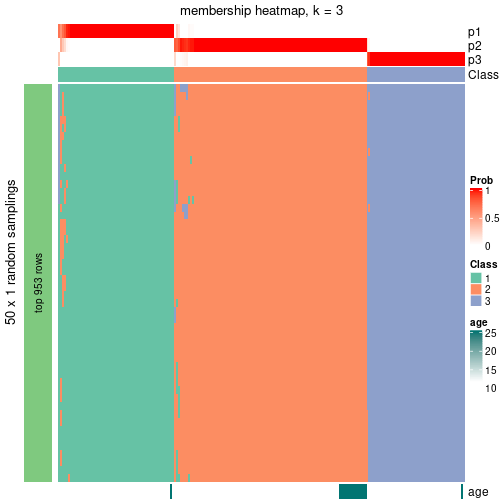 membership heatmap, k = 3
p1
p2
p3
Class
50 x 1 random samplings
top 953 rows
Prob
1
0.5
0
Class
1
2
3
age
25
20
15
10
age